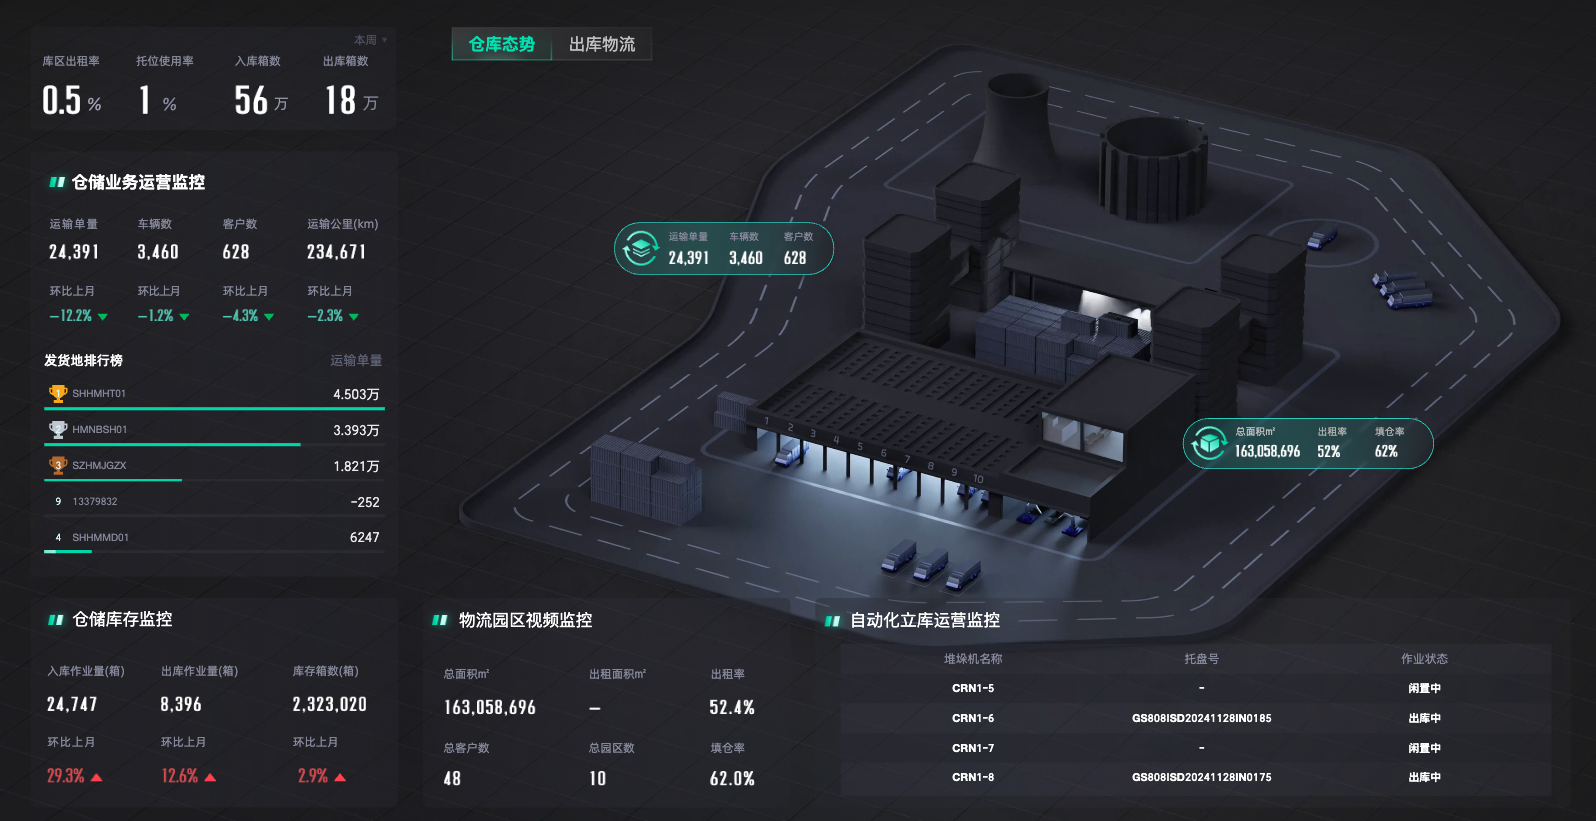 本周
库区出租率 托位使用率 入库箱数 出库箱数
0.5 % 1 % 56 万 18 万
仓库态势 出库物流
仓储业务运营监控
运输单量 车辆数 客户数 运输公里(km)
24,391 3,460 628 234,671
环比上月 环比上月 环比上月 环比上月
-12.2% -1.2% -4.3% -2.3%
发货地排行榜 运输单量
1 SHHMHT01 4.503万
2 HMNBSH01 3.393万
3 SZHMJGZX 1.821万
9 13379832 -252
4 SHHMMD01 6247
运输单量 车辆数 客户数
24,391 3,460 628
1 2 3 4 5 6 7 8 9 10
总面积㎡ 出租率 填仓率
163,058,696 52% 62%
仓储库存监控
入库作业量(箱) 出库作业量(箱) 库存箱数(箱)
24,747 8,396 2,323,020
环比上月 环比上月 环比上月
29.3% 12.6% 2.9%
物流园区视频监控
总面积㎡ 出租面积㎡ 出租率
163,058,696 – 52.4%
总客户数 总园区数 填仓率
48 10 62.0%
自动化立库运营监控
堆垛机名称 托盘号 作业状态
CRN1-5 - 闲置中
CRN1-6 GS808ISD20241128IN0185 出库中
CRN1-7 - 闲置中
CRN1-8 GS808ISD20241128IN0175 出库中